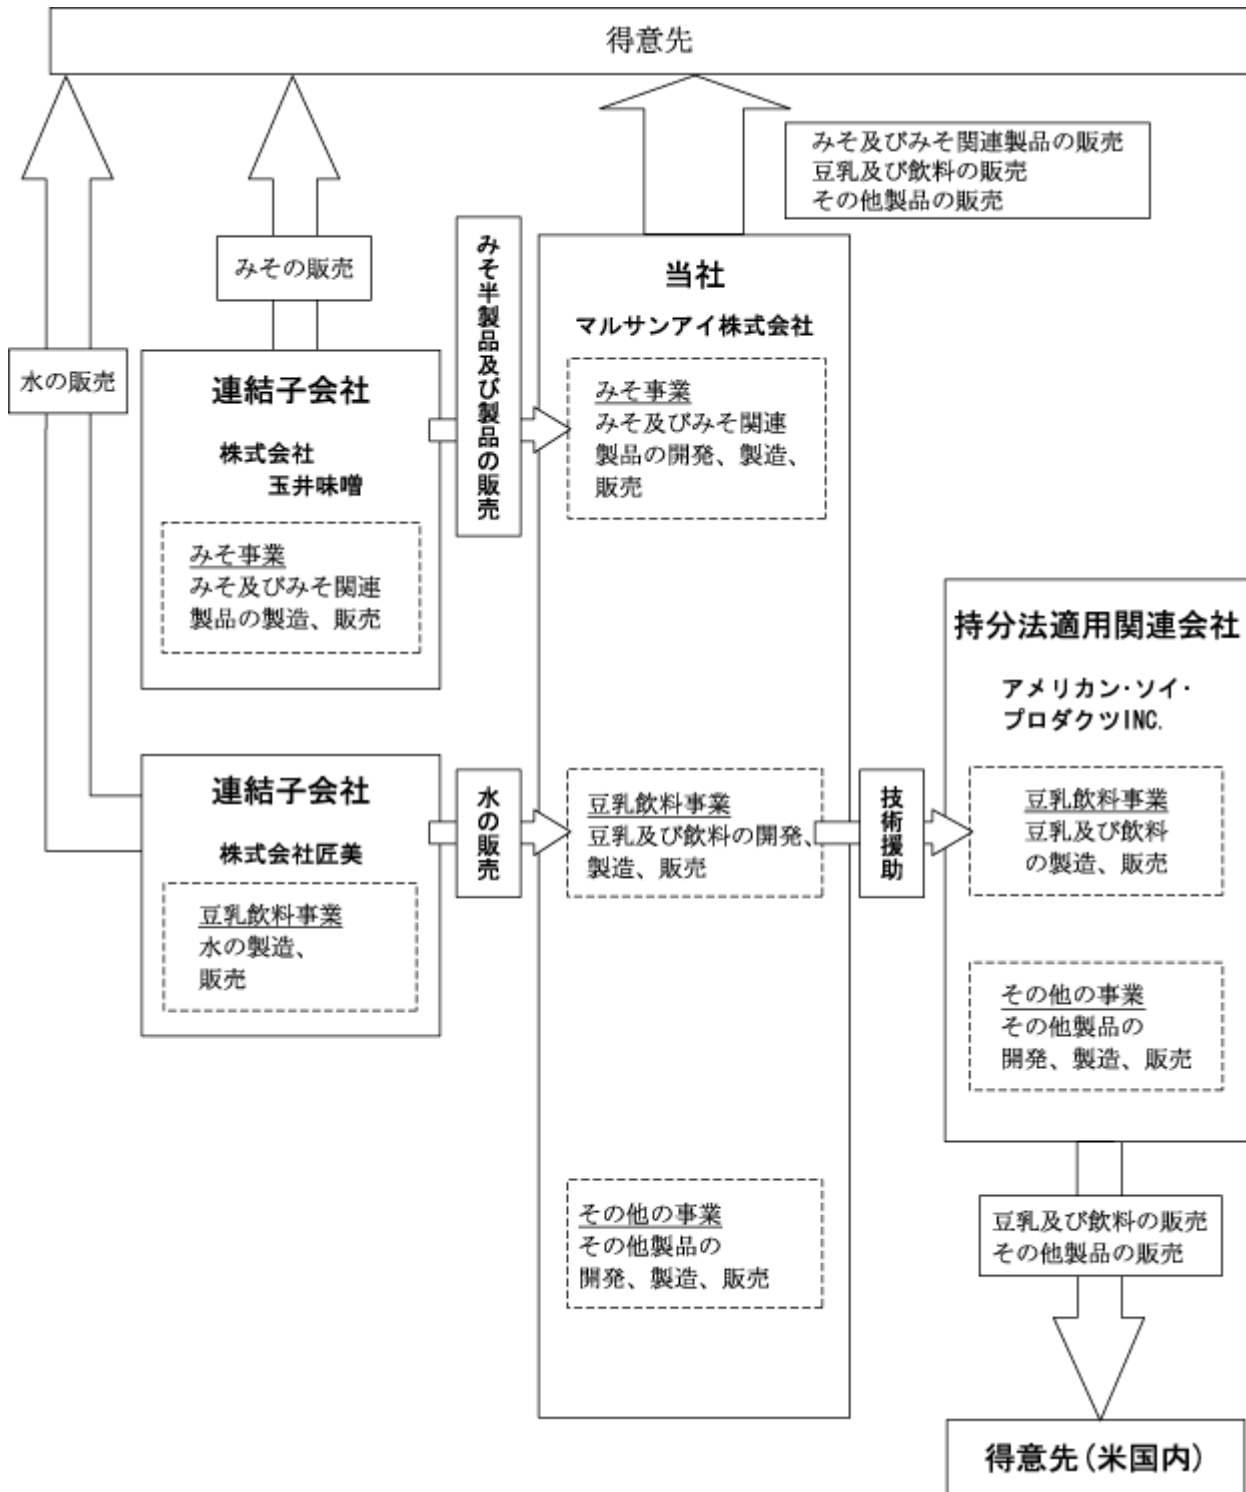 得意先
みそ及びみそ関連製品の販売
豆乳及び飲料の販売
その他製品の販売
みその販売
水の販売
みそ半製品及び製品の販売
連結子会社
株式会社
玉井味噌
みそ事業
みそ及びみそ関連
製品の製造、販売
当社
マルサンアイ株式会社
みそ事業
みそ及びみそ関連
製品の開発、製造、
販売
連結子会社
株式会社匠美
豆乳飲料事業
水の製造、
販売
水の販売
豆乳飲料事業
豆乳及び飲料の開発、
製造、販売
その他の事業
その他製品の
開発、製造、販売
技術援助
持分法適用関連会社
アメリカン・ソイ・
プロダクツINC.
豆乳飲料事業
豆乳及び飲料
の製造、販売
その他の事業
その他製品の
開発、製造、販売
豆乳及び飲料の販売
その他製品の販売
得意先(米国内)